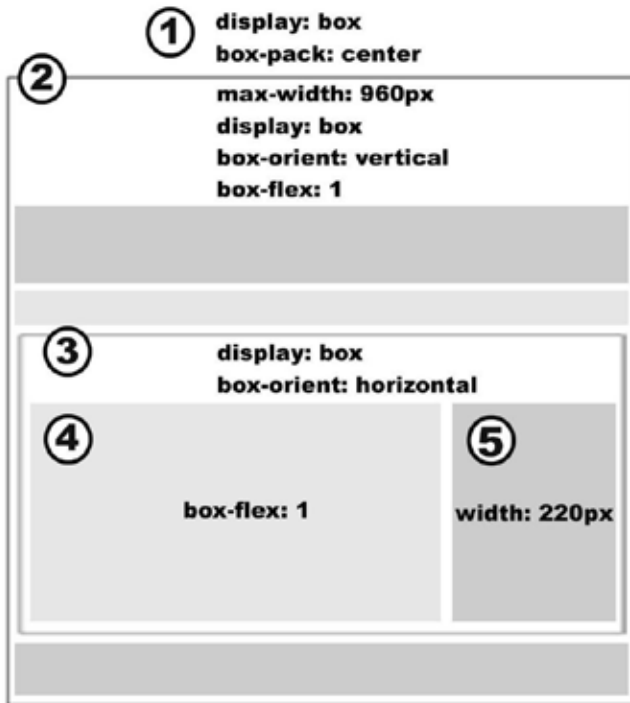 1
display: box
box-pack: center
2
max-width: 960px
display: box
box-orient: vertical
box-flex: 1
3
display: box
box-orient: horizontal
4
box-flex: 1
5
width: 220px